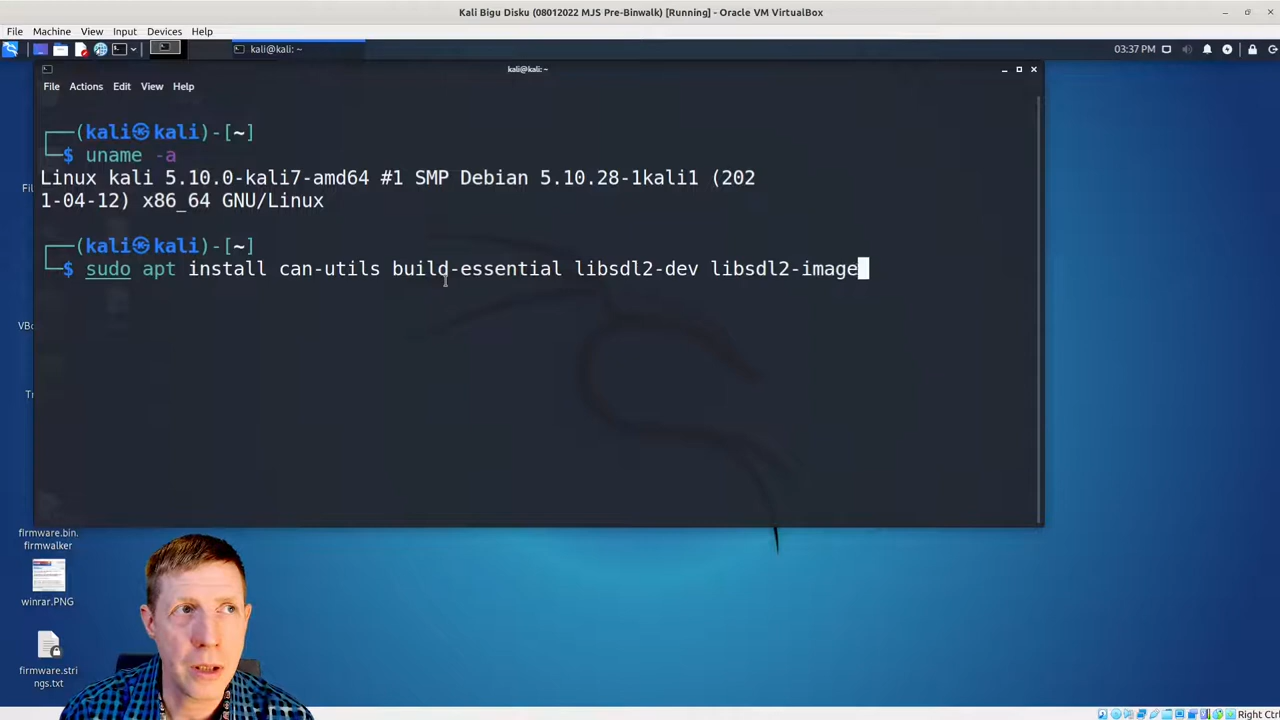 Kali Bigu Disku (08012022 MJS Pre-Binwalk) [Running] - Oracle VM VirtualBox
File Machine View Input Devices Help
kali@kali: ~
03:37 PM
kali@kali: ~
File Actions Edit View Help
(kali㉿kali)-[~]
$ uname -a
Linux kali 5.10.0-kali7-amd64 #1 SMP Debian 5.10.28-1kali1 (202
1-04-12) x86_64 GNU/Linux
(kali㉿kali)-[~]
$ sudo apt install can-utils build-essential libsdl2-dev libsdl2-image
Fil
VBo
Tr
firmware.bin.
firmwalker
winrar.PNG
firmware.stri
ngs.txt
Right Ctrl